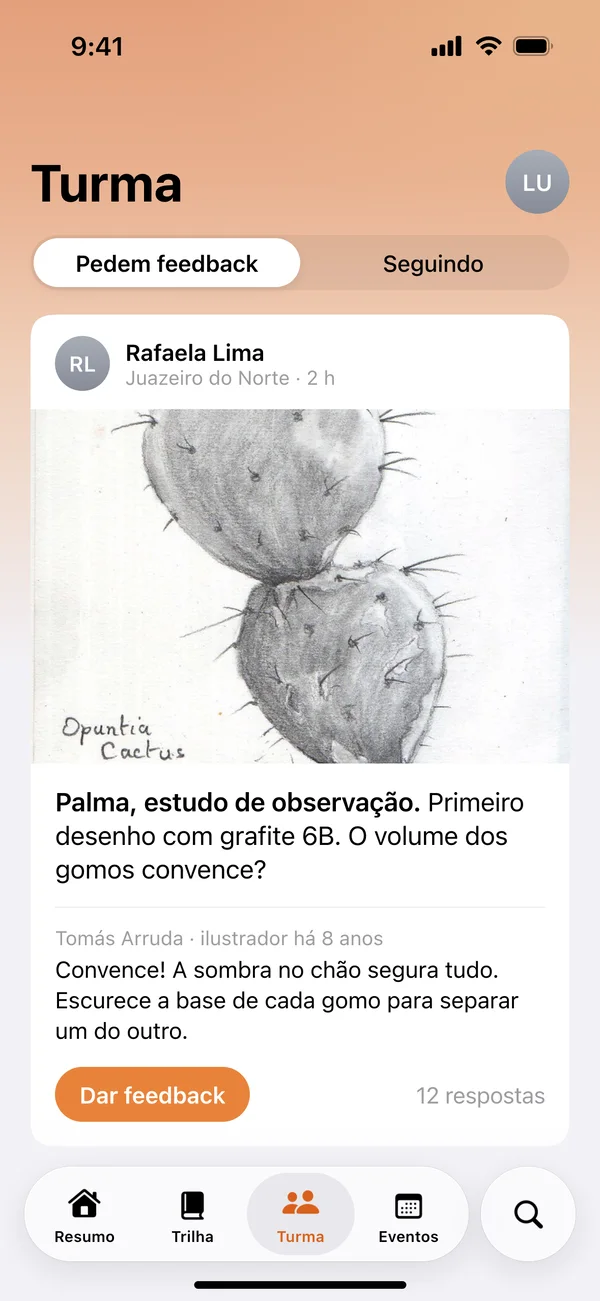 9:41
Turma
LU
Pedem feedback
Seguindo
RL
Rafaela Lima
Juazeiro do Norte · 2 h
Opuntia
Cactus
Palma, estudo de observação. Primeiro
desenho com grafite 6B. O volume dos
gomos convence?
Tomás Arruda · ilustrador há 8 anos
Convence! A sombra no chão segura tudo.
Escurece a base de cada gomo para separar
um do outro.
Dar feedback
12 respostas
Resumo
Trilha
Turma
Eventos